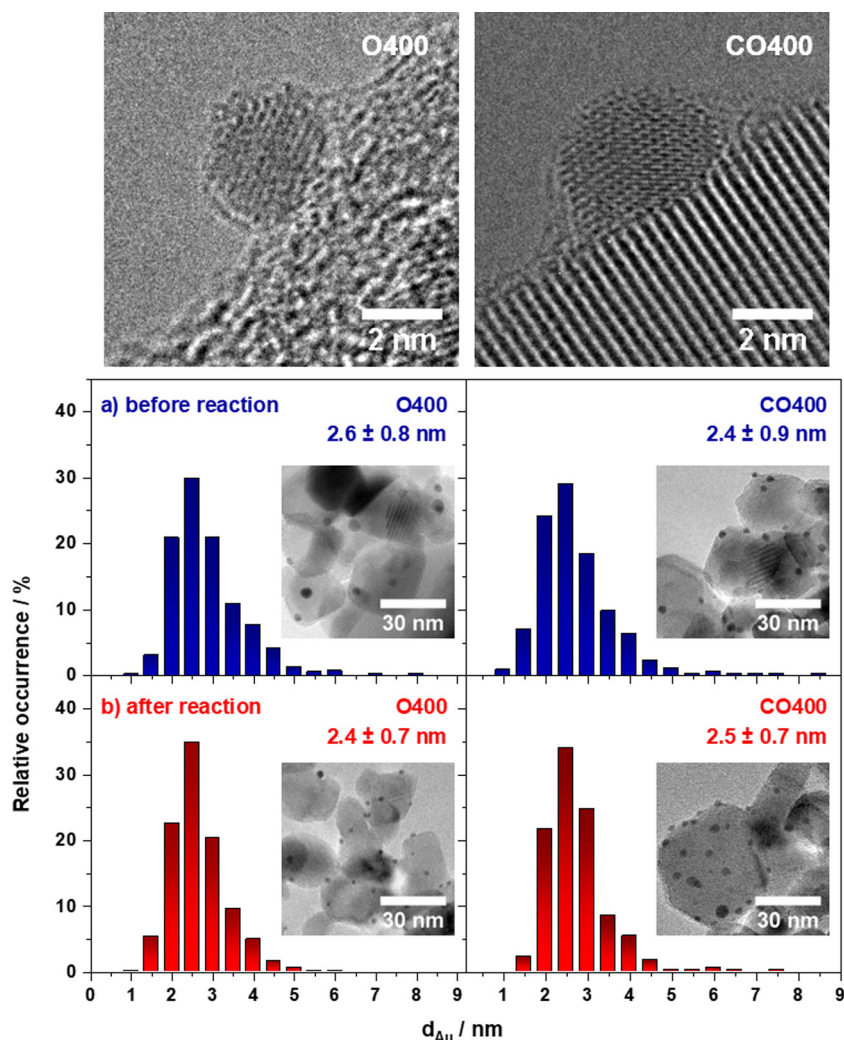 O400
CO400
2 nm
2 nm
a) before reaction
O400
2.6 ± 0.8 nm
CO400
2.4 ± 0.9 nm
40
30
20
10
0
30 nm
30 nm
b) after reaction
O400
2.4 ± 0.7 nm
CO400
2.5 ± 0.7 nm
40
30
20
10
0
30 nm
30 nm
Relative occurrence / %
0 1 2 3 4 5 6 7 8 9 1 2 3 4 5 6 7 8 9
dAu / nm